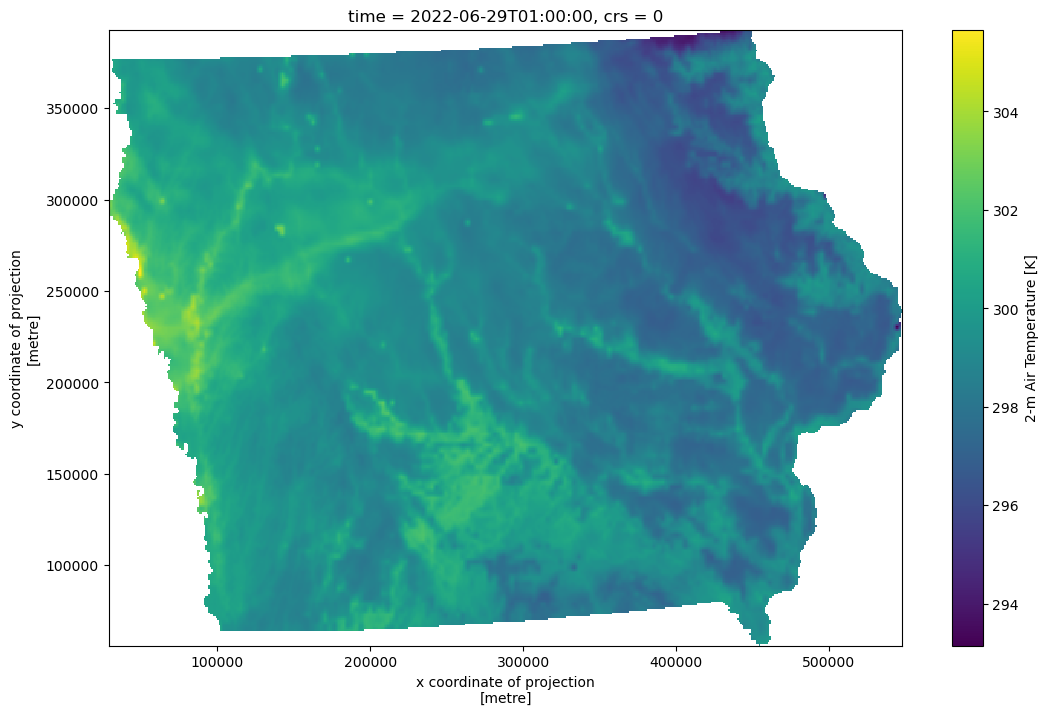 time = 2022-06-29T01:00:00, crs = 0
350000
300000
250000
200000
150000
100000
y coordinate of projection
[metre]
100000
200000
300000
400000
500000
x coordinate of projection
[metre]
304
302
300
298
296
294
2-m Air Temperature [K]